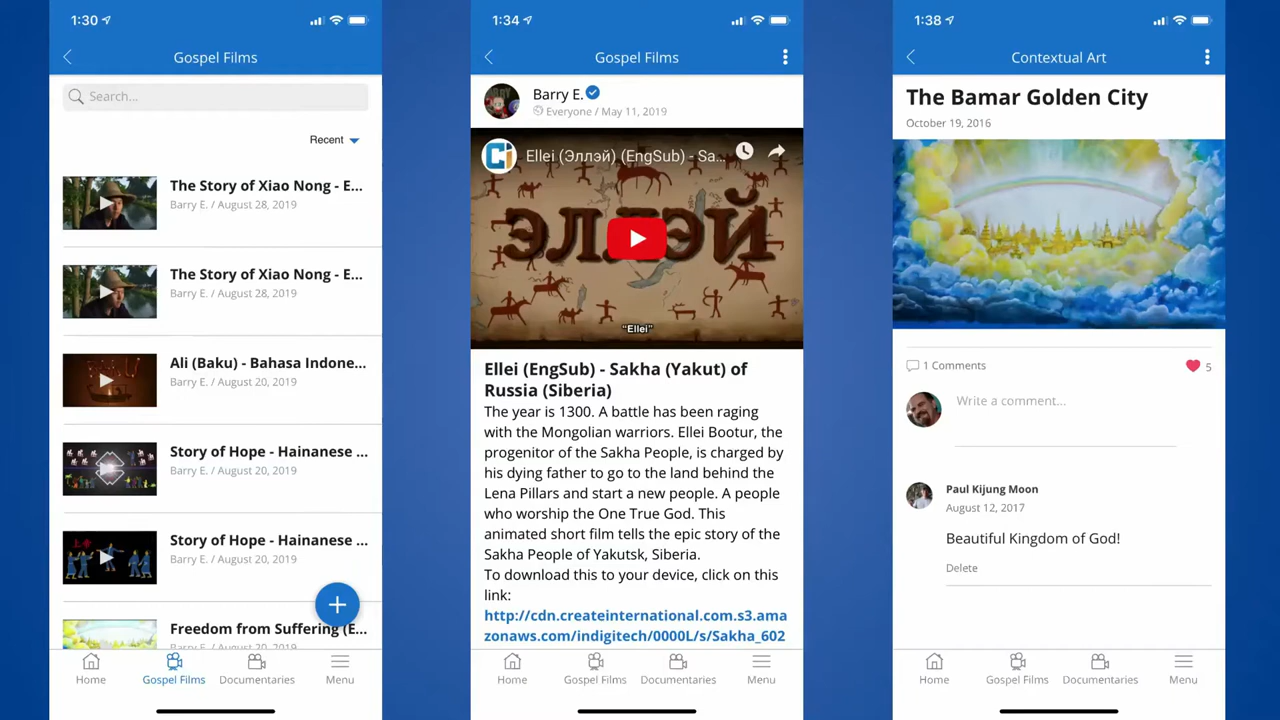 1:30
Gospel Films
Search...
Recent
The Story of Xiao Nong - E...
Barry E. / August 28, 2019
The Story of Xiao Nong - E...
Barry E. / August 28, 2019
Ali (Baku) - Bahasa Indone...
Barry E. / August 20, 2019
Story of Hope - Hainanese ...
Barry E. / August 20, 2019
Story of Hope - Hainanese ...
Barry E. / August 20, 2019
Freedom from Suffering (E...
Barry E. / August 20, 2019
Home
Gospel Films
Documentaries
Menu
1:34
Gospel Films
Barry E.
Everyone / May 11, 2019
Ellei (Эллэй) (EngSub) - Sa...
ЭЛЛЭЙ
"Ellei"
Ellei (EngSub) - Sakha (Yakut) of
Russia (Siberia)
The year is 1300. A battle has been raging
with the Mongolian warriors. Ellei Bootur, the
progenitor of the Sakha People, is charged by
his dying father to go to the land behind the
Lena Pillars and start a new people. A people
who worship the One True God. This
animated short film tells the epic story of the
Sakha People of Yakutsk, Siberia.
To download this to your device, click on this
link:
http://cdn.createinternational.com.s3.ama
zonaws.com/indigitech/0000L/s/Sakha_602
Home
Gospel Films
Documentaries
Menu
1:38
Contextual Art
The Bamar Golden City
October 19, 2016
1 Comments
5
Write a comment...
Paul Kijung Moon
August 12, 2017
Beautiful Kingdom of God!
Delete
Home
Gospel Films
Documentaries
Menu